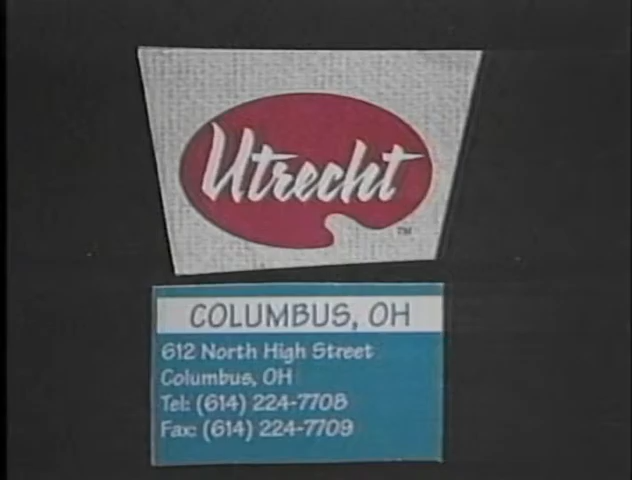 Utrecht
TM
COLUMBUS, OH
612 North High Street
Columbus, OH
Tel: (614) 224-7708
Fax: (614) 224-7709